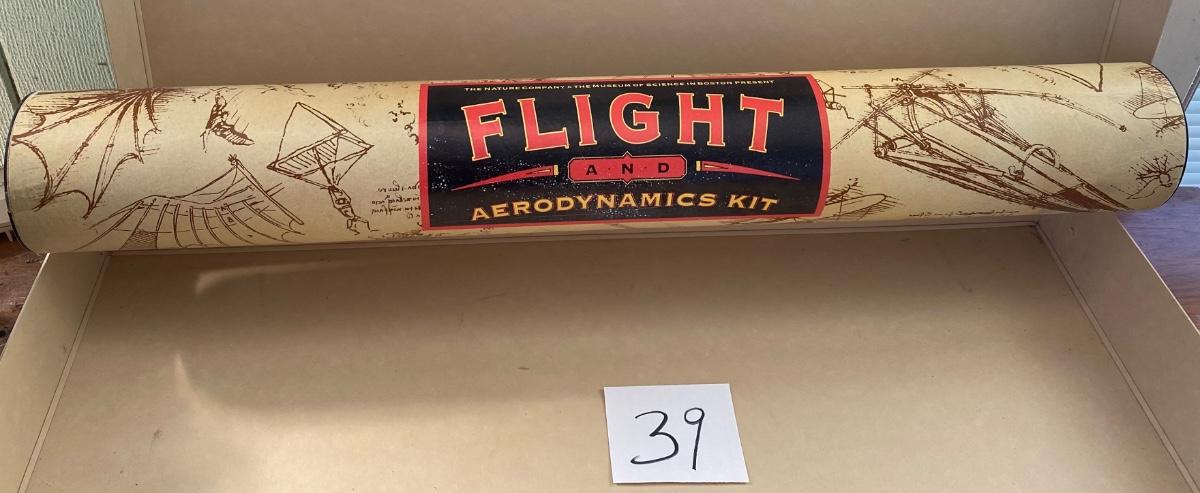 THE NATURE COMPANY & THE MUSEUM OF SCIENCE IN BOSTON PRESENT
FLIGHT
AND
AERODYNAMICS KIT
39